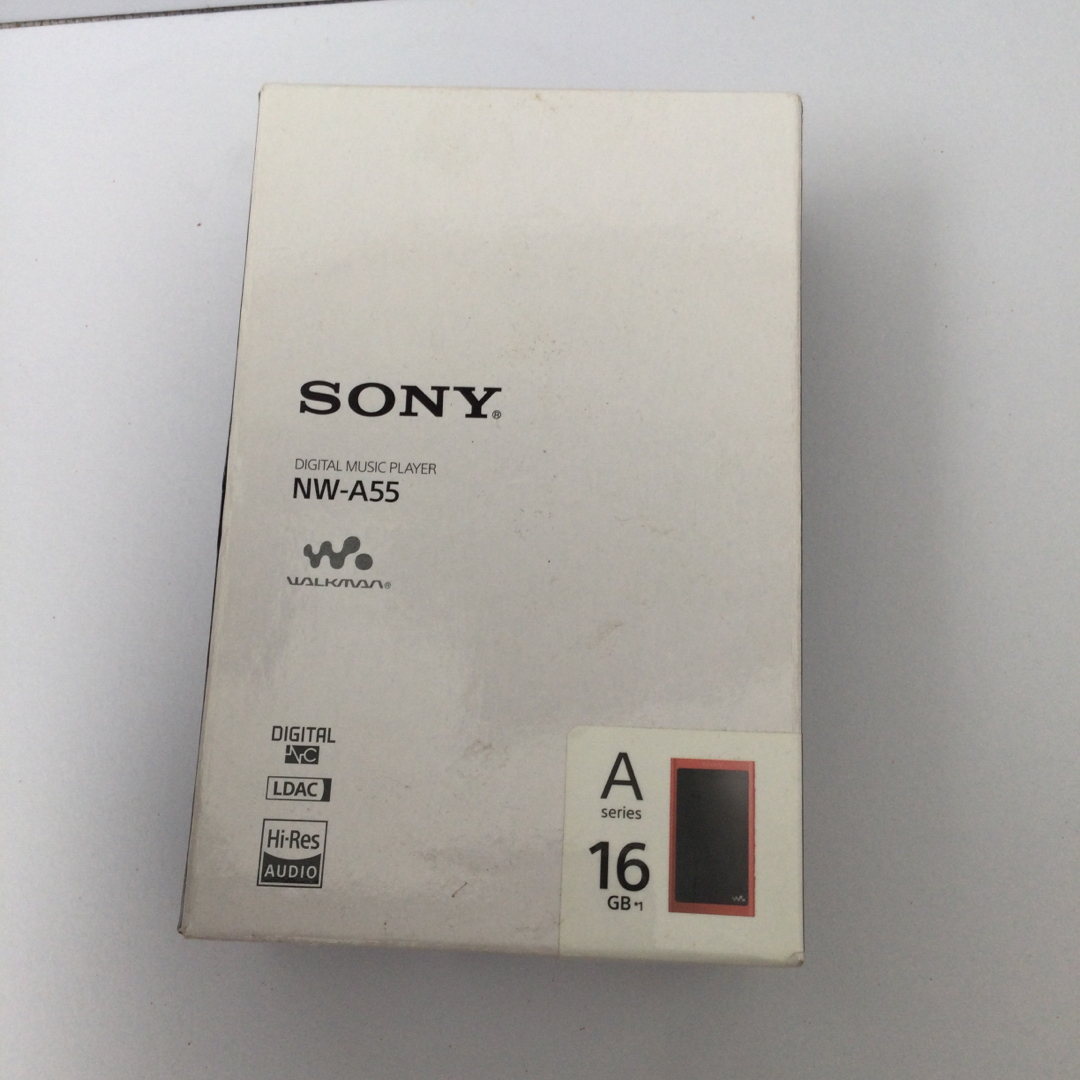 SONY®
DIGITAL MUSIC PLAYER
NW-A55
WALKMAN®
DIGITAL
NC
LDAC
Hi-Res
AUDIO
A
series
16
GB *1